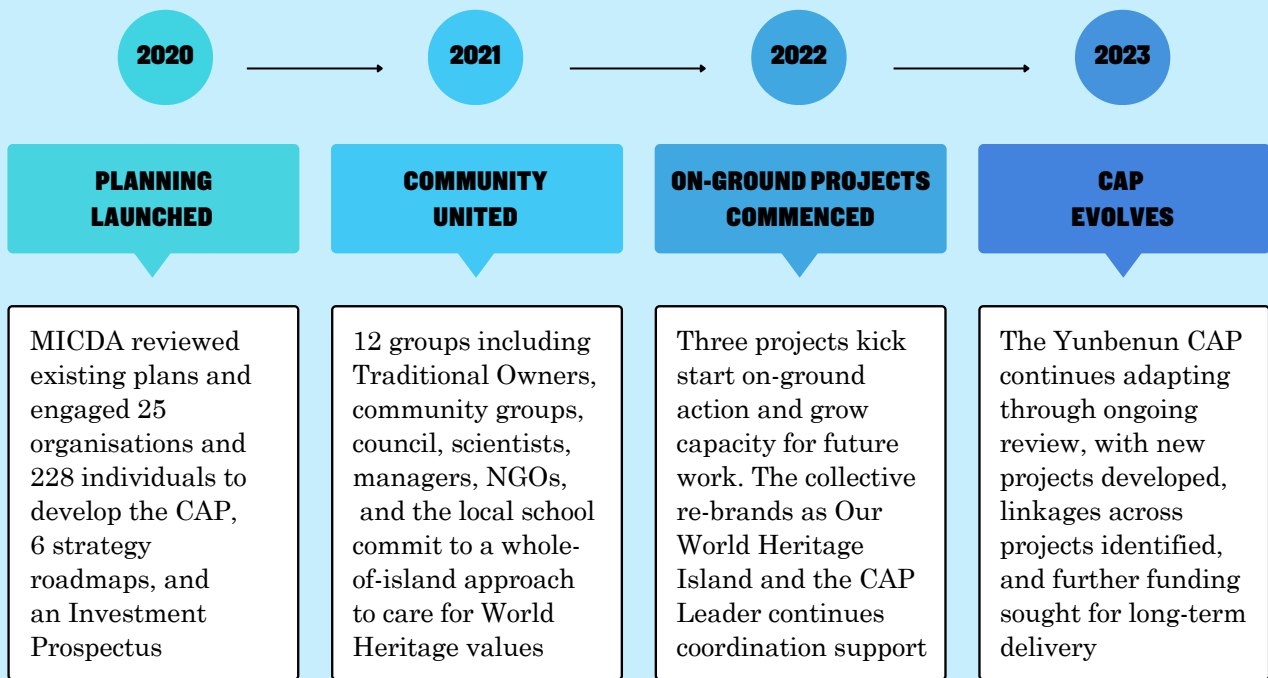 2020
2021
2022
2023
PLANNING
LAUNCHED
COMMUNITY
UNITED
ON-GROUND PROJECTS
COMMENCED
CAP
EVOLVES
MICDA reviewed
existing plans and
engaged 25
organisations and
228 individuals to
develop the CAP,
6 strategy
roadmaps, and
an Investment
Prospectus
12 groups including
Traditional Owners,
community groups,
council, scientists,
managers, NGOs,
and the local school
commit to a whole-
of-island approach
to care for World
Heritage values
Three projects kick
start on-ground
action and grow
capacity for future
work. The collective
re-brands as Our
World Heritage
Island and the CAP
Leader continues
coordination support
The Yunbenun CAP
continues adapting
through ongoing
review, with new
projects developed,
linkages across
projects identified,
and further funding
sought for long-term
delivery